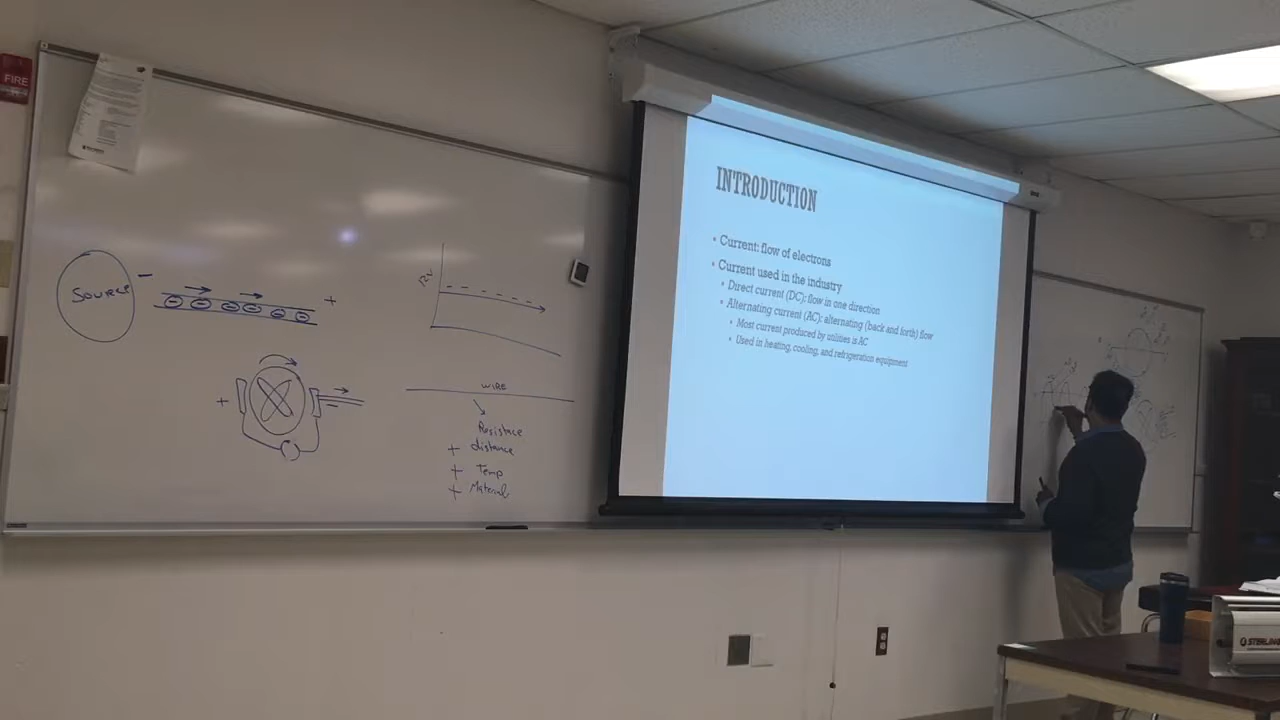 FIRE
Source
-
+
12V
+
WIRE
Resistace
+ distance
+ Temp
+ Material
INTRODUCTION
• Current: flow of electrons
• Current used in the industry
• Direct current (DC): flow in one direction
• Alternating current (AC): alternating (back and forth) flow
• Most current produced by utilities is AC
• Used in heating, cooling, and refrigeration equipment
STERLING